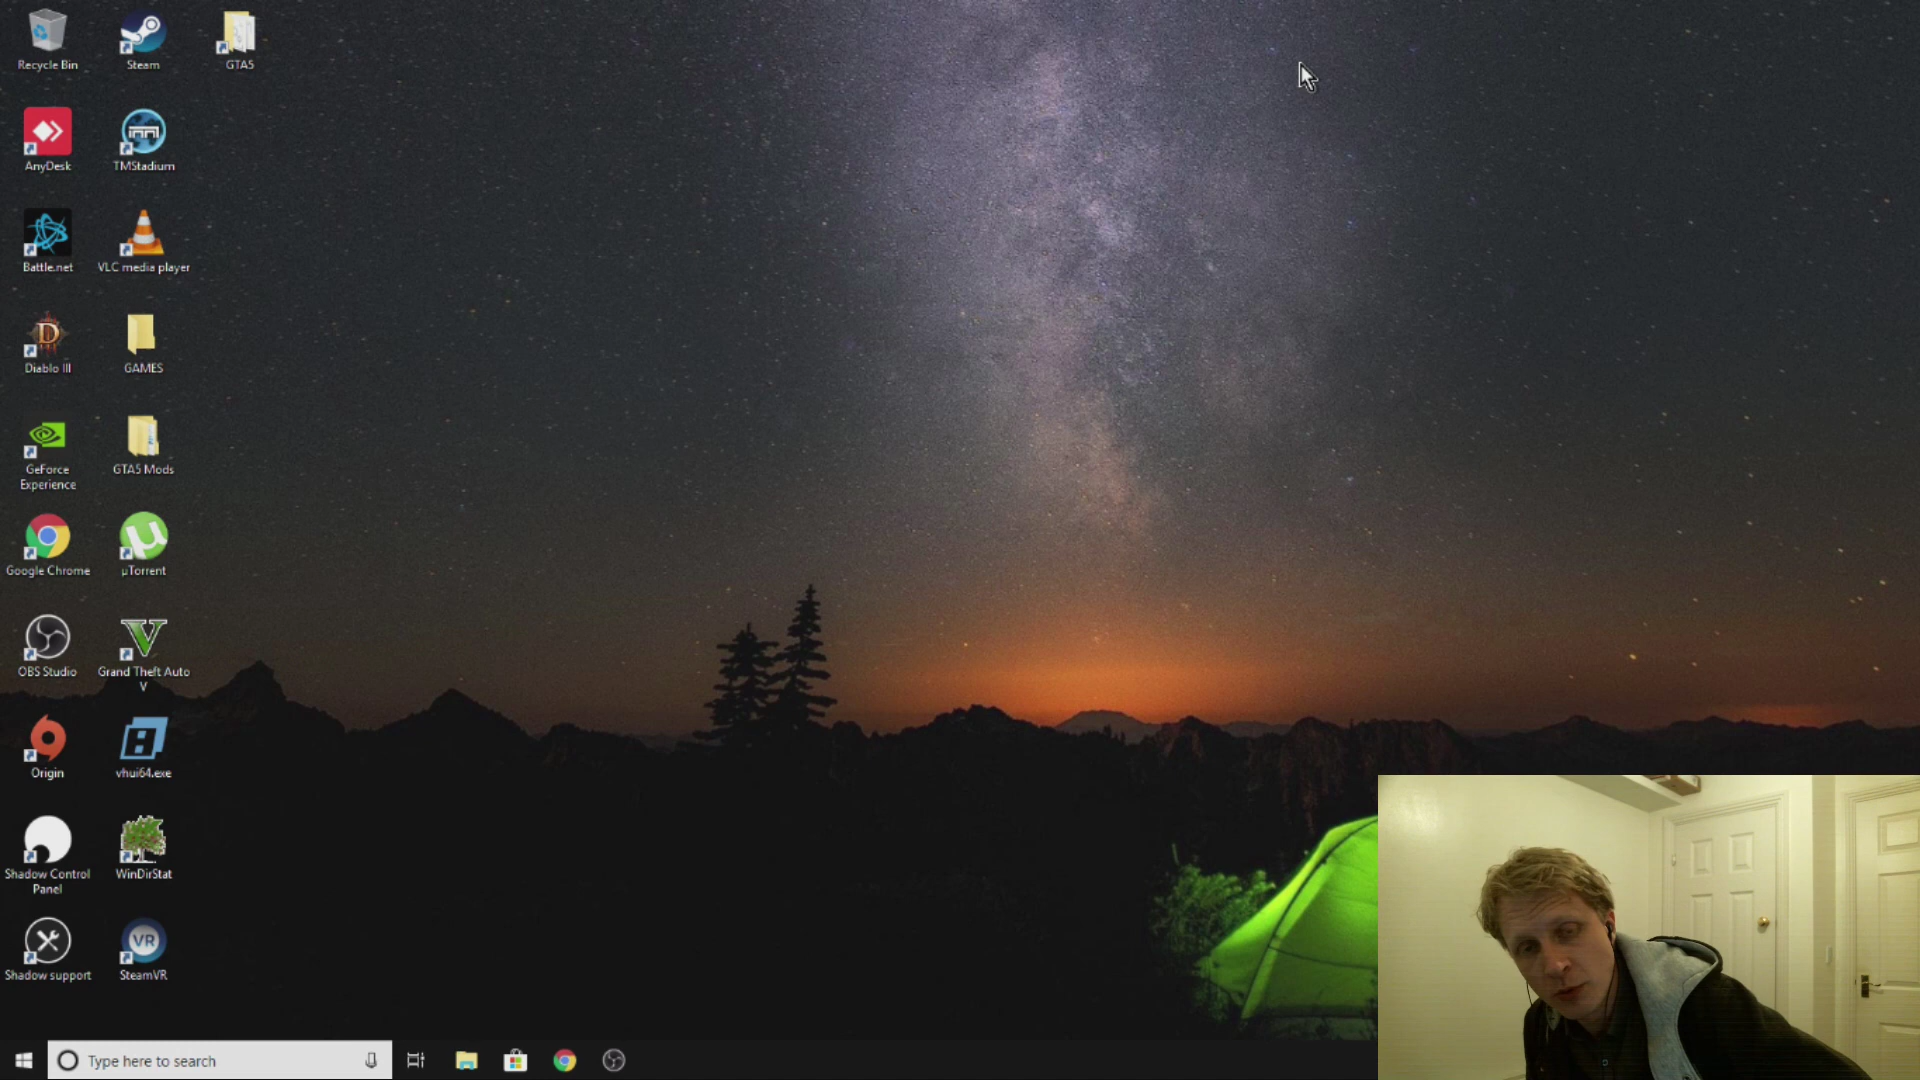 Recycle Bin
Steam
GTA5
AnyDesk
TMStadium
Battle.net
VLC media player
Diablo III
GAMES
GeForce
Experience
GTA5 Mods
Google Chrome
µTorrent
OBS Studio
Grand Theft Auto
V
Origin
vhui64.exe
Shadow Control
Panel
WinDirStat
Shadow support
VR
SteamVR
Type here to search